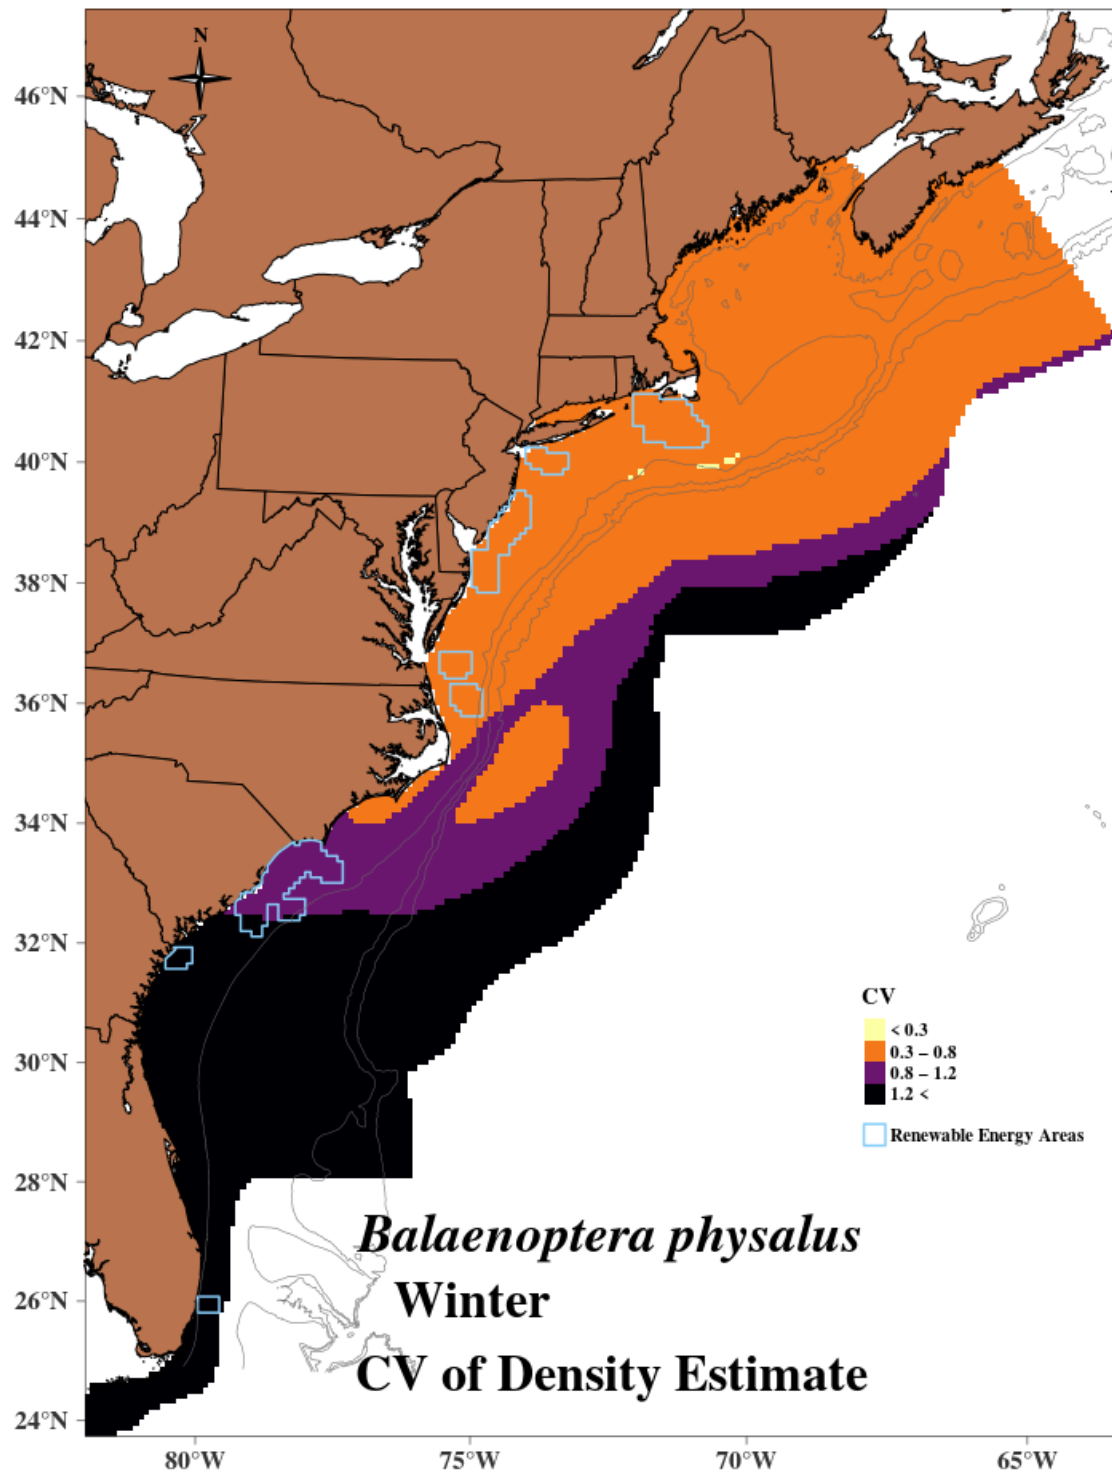 N
46°N
44°N
42°N
40°N
38°N
36°N
34°N
32°N
30°N
28°N
26°N
24°N
CV
< 0.3
0.3 – 0.8
0.8 – 1.2
1.2 <
Renewable Energy Areas
Balaenoptera physalus
Winter
CV of Density Estimate
80°W
75°W
70°W
65°W